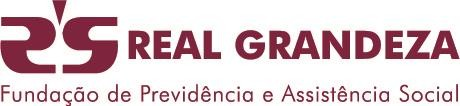 REAL GRANDEZA
Fundação de Previdência e Assistência Social